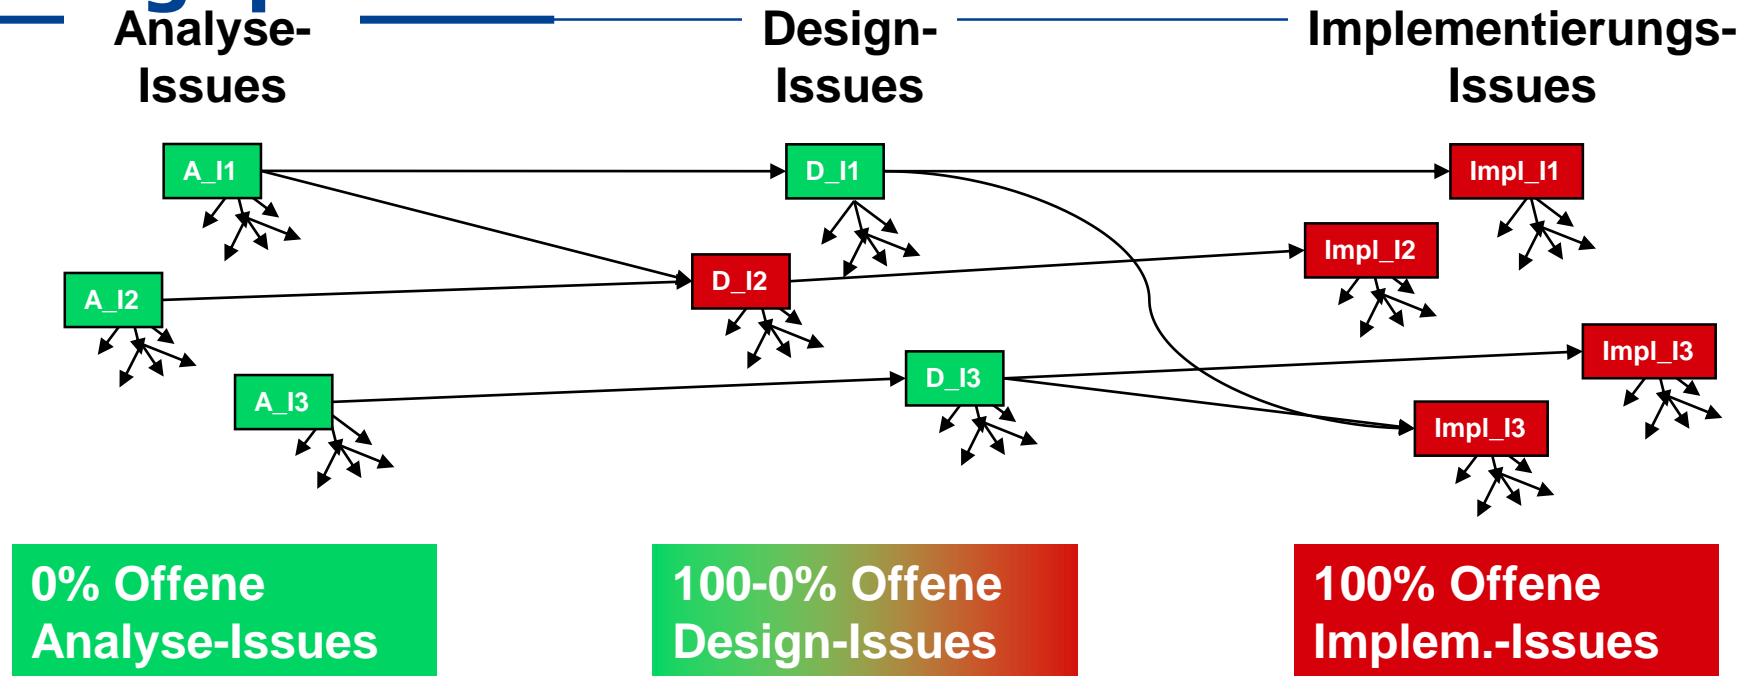 Analyse-
Issues
Design-
Issues
Implementierungs-
Issues
A_I1
D_I1
Impl_I1
Impl_I2
D_I2
A_I2
Impl_I3
D_I3
A_I3
Impl_I3
0% Offene
Analyse-Issues
100-0% Offene
Design-Issues
100% Offene
Implem.-Issues